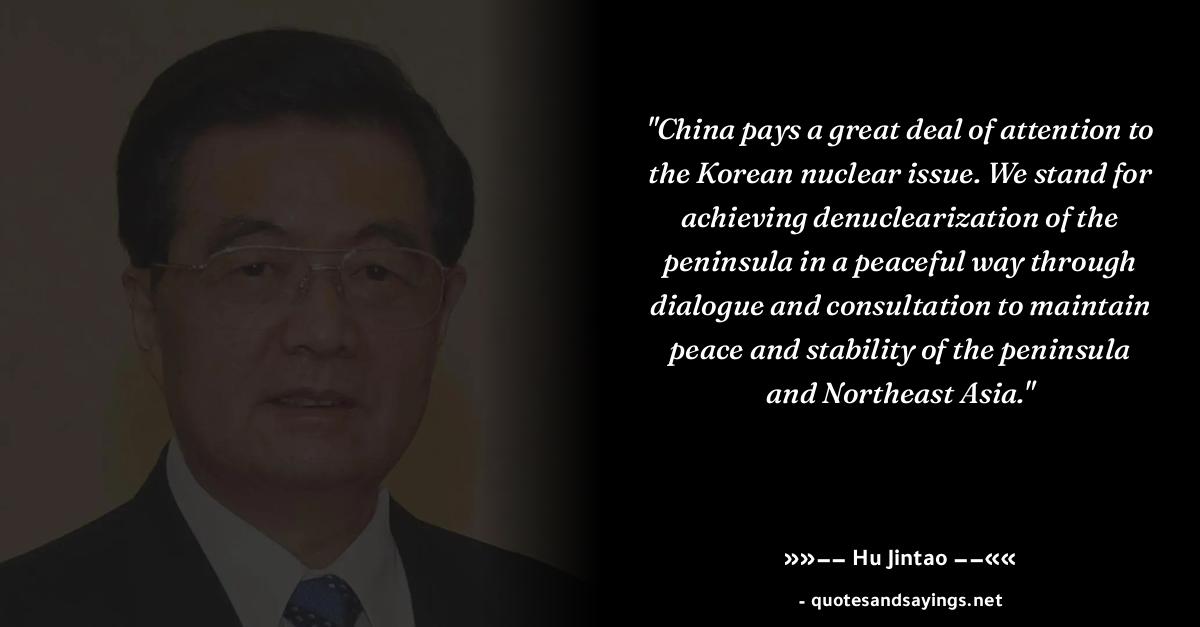 "China pays a great deal of attention to
the Korean nuclear issue. We stand for
achieving denuclearization of the
peninsula in a peaceful way through
dialogue and consultation to maintain
peace and stability of the peninsula
and Northeast Asia."
»»–– Hu Jintao ––««
- quotesandsayings.net